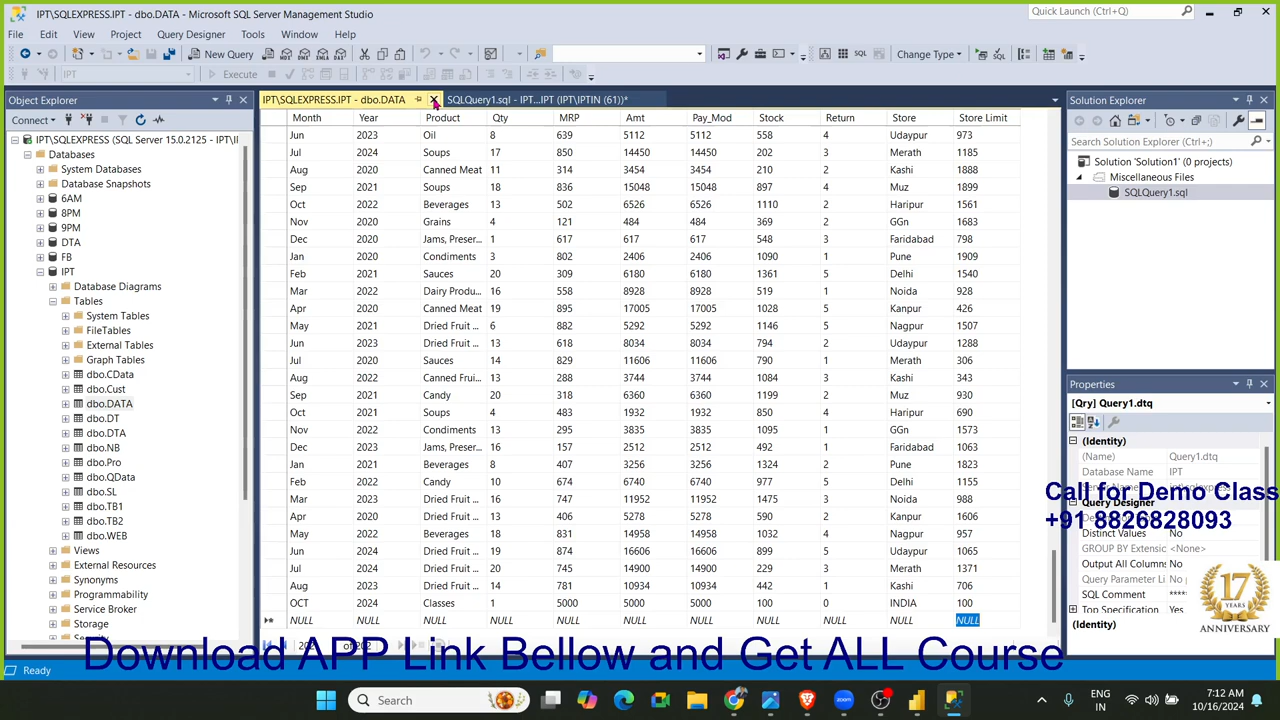 IPT\SQLEXPRESS.IPT - dbo.DATA - Microsoft SQL Server Management Studio
Quick Launch (Ctrl+Q)
File Edit View Project Query Designer Tools Window Help
New Query Change Type
IPT Execute
Object Explorer
IPT\SQLEXPRESS.IPT - dbo.DATA SQLQuery1.sql - IPT...IPT (IPT\IPTIN (61))*
Solution Explorer
Connect
IPT\SQLEXPRESS (SQL Server 15.0.2125 - IPT\I
Databases
System Databases
Database Snapshots
6AM
8PM
9PM
DTA
FB
IPT
Database Diagrams
Tables
System Tables
FileTables
External Tables
Graph Tables
dbo.CData
dbo.Cust
dbo.DATA
dbo.DT
dbo.DTA
dbo.NB
dbo.Pro
dbo.QData
dbo.SL
dbo.TB1
dbo.TB2
dbo.WEB
Views
External Resources
Synonyms
Programmability
Service Broker
Storage
Month Year Product Qty MRP Amt Pay_Mod Stock Return Store Store Limit
Jun 2023 Oil 8 639 5112 5112 558 4 Udaypur 973
Jul 2024 Soups 17 850 14450 14450 202 3 Merath 1185
Aug 2020 Canned Meat 11 314 3454 3454 210 2 Kashi 1888
Sep 2021 Soups 18 836 15048 15048 897 4 Muz 1899
Oct 2022 Beverages 13 502 6526 6526 1110 2 Haripur 1561
Nov 2020 Grains 4 121 484 484 369 2 GGn 1683
Dec 2020 Jams, Preser... 1 617 617 617 548 3 Faridabad 798
Jan 2020 Condiments 3 802 2406 2406 1090 1 Pune 1909
Feb 2021 Sauces 20 309 6180 6180 1361 5 Delhi 1540
Mar 2022 Dairy Produ... 16 558 8928 8928 519 1 Noida 928
Apr 2020 Canned Meat 19 895 17005 17005 1028 5 Kanpur 426
May 2021 Dried Fruit ... 6 882 5292 5292 1146 5 Nagpur 1507
Jun 2022 Dried Fruit ... 13 618 8034 8034 794 2 Udaypur 1288
Jul 2020 Sauces 14 829 11606 11606 790 1 Merath 306
Aug 2022 Canned Frui... 13 288 3744 3744 1084 3 Kashi 343
Sep 2021 Candy 20 318 6360 6360 1199 2 Muz 930
Oct 2021 Soups 4 483 1932 1932 850 4 Haripur 690
Nov 2022 Condiments 13 295 3835 3835 1095 1 GGn 1573
Dec 2023 Jams, Preser... 16 157 2512 2512 492 1 Faridabad 1063
Jan 2021 Beverages 8 407 3256 3256 1324 2 Pune 1823
Feb 2022 Candy 10 674 6740 6740 977 1 Delhi 1155
Mar 2023 Dried Fruit ... 16 747 11952 11952 1475 3 Noida 988
Apr 2020 Dried Fruit ... 13 406 5278 5278 590 2 Kanpur 1606
May 2022 Beverages 18 831 14958 14958 1032 4 Nagpur 957
Jun 2024 Dried Fruit ... 19 874 16606 16606 899 5 Udaypur 1065
Jul 2024 Dried Fruit ... 20 745 14900 14900 229 3 Merath 1371
Aug 2023 Dried Fruit ... 14 781 10934 10934 442 1 Kashi 706
OCT 2024 Classes 1 5000 5000 5000 100 0 INDIA 100
NULL NULL NULL NULL NULL NULL NULL NULL NULL NULL NULL
Search Solution Explorer (Ctrl+;)
Solution 'Solution1' (0 projects)
Miscellaneous Files
SQLQuery1.sql
Properties
[Qry] Query1.dtq
(Identity)
(Name) Query1.dtq
Database Name IPT
Call for Demo Class
Query Designer
+91 8826828093
Distinct Values No
GROUP BY Extensic <None>
Output All Column: No
Query Parameter Li
SQL Comment ****
Top Specification Yes
(Identity)
17
YEARS
ANNIVERSARY
Download APP Link Bellow and Get ALL Course
Ready
Search
zoom
ENG
IN
7:12 AM
10/16/2024